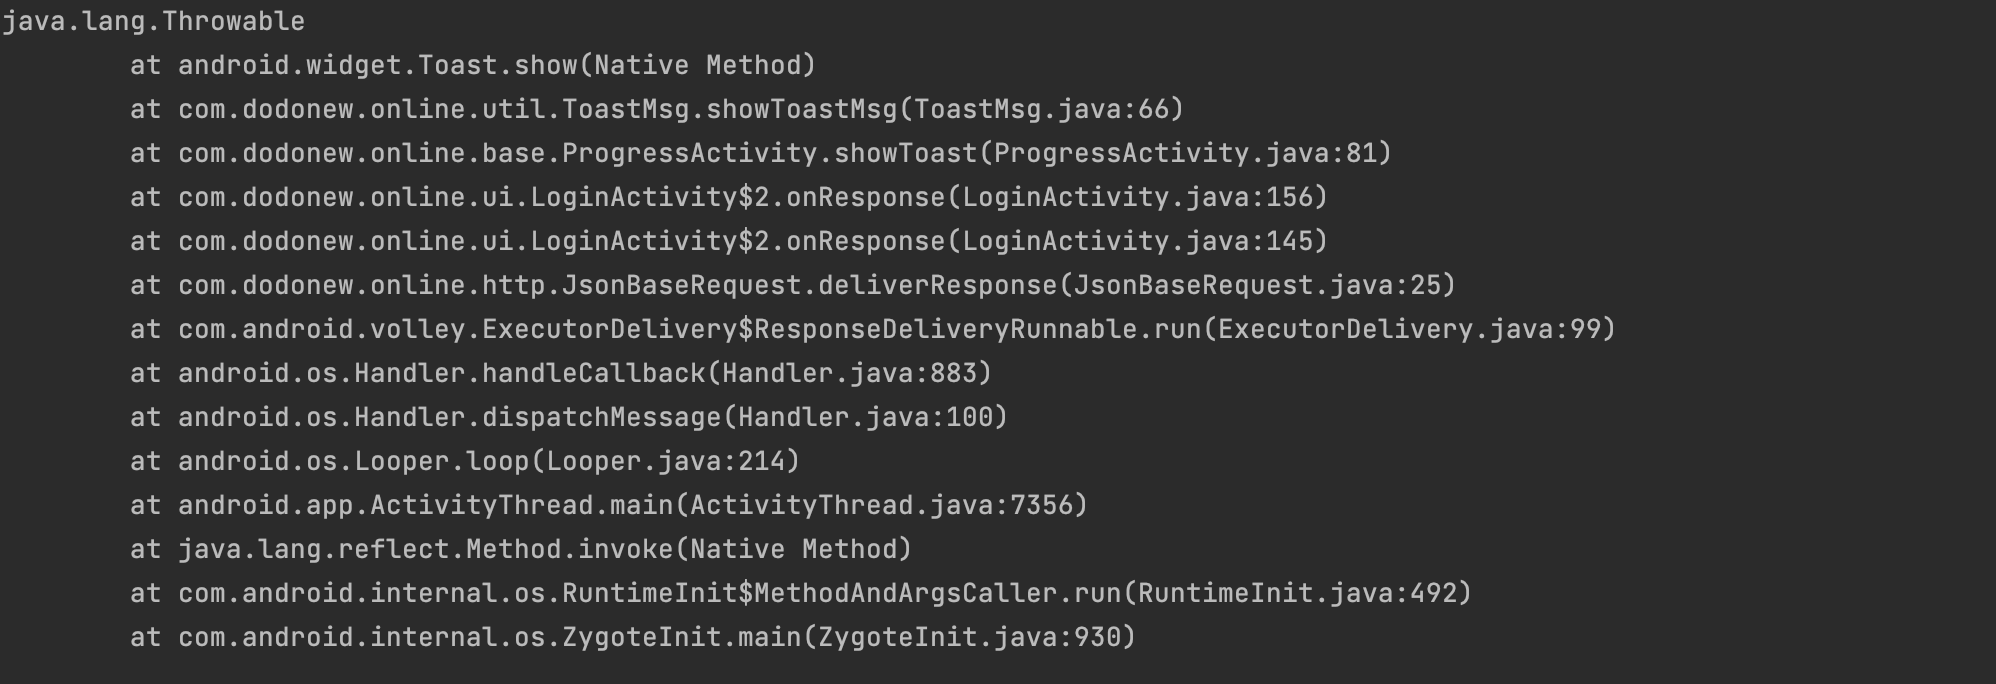 java.lang.Throwable
at android.widget.Toast.show(Native Method)
at com.dodonew.online.util.ToastMsg.showToastMsg(ToastMsg.java:66)
at com.dodonew.online.base.ProgressActivity.showToast(ProgressActivity.java:81)
at com.dodonew.online.ui.LoginActivity$2.onResponse(LoginActivity.java:156)
at com.dodonew.online.ui.LoginActivity$2.onResponse(LoginActivity.java:145)
at com.dodonew.online.http.JsonBaseRequest.deliverResponse(JsonBaseRequest.java:25)
at com.android.volley.ExecutorDelivery$ResponseDeliveryRunnable.run(ExecutorDelivery.java:99)
at android.os.Handler.handleCallback(Handler.java:883)
at android.os.Handler.dispatchMessage(Handler.java:100)
at android.os.Looper.loop(Looper.java:214)
at android.app.ActivityThread.main(ActivityThread.java:7356)
at java.lang.reflect.Method.invoke(Native Method)
at com.android.internal.os.RuntimeInit$MethodAndArgsCaller.run(RuntimeInit.java:492)
at com.android.internal.os.ZygoteInit.main(ZygoteInit.java:930)